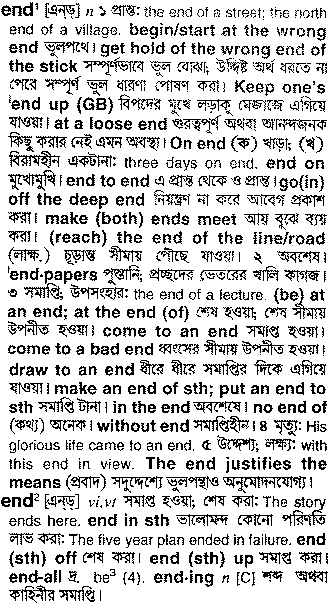 end¹ [এন্‌ড্] n ১ প্রান্ত: the end of a street; the north
end of a village. begin/start at the wrong
end ভুলপথে। get hold of the wrong end of
the stick সম্পূর্ণভাবে ভুল বোঝা; উদ্দিষ্ট অর্থ ধরতে না
পেরে সম্পূর্ণ ভুল ধারণা পোষণ করা। Keep one's
ˈend up (GB) বিপদের মুখে লড়াকু মেজাজে এগিয়ে
যাওয়া। at a loose end গুরত্বপূর্ণ অথবা আনন্দজনক
কিছু করার নেই এমন অবস্থা। On end (ক) খাড়া; (খ)
বিরামহীন একটানা: three days on end. end on
মুখোমুখি। end to end এ প্রান্ত থেকে ও প্রান্ত। go(in)
off the deep end নিয়ন্ত্রণ না করে আবেগ প্রকাশ
করা। make (both) ends meet আয় বুঝে ব্যয়
করা। (reach) the end of the line/road
(লাক্ষ.) চূড়ান্ত সীমায় পৌঁছে যাওয়া। ২ অবশেষ।
ˈend-papers পুস্তানি; প্রচ্ছদের ভেতরের খালি কাগজ।
৩ সমাপ্তি; উপসংহার: the end of a lecture. (be) at
an end; at the end (of) শেষ হওয়া; শেষ সীমায়
উপনীত হওয়া। come to an end সমাপ্ত হওয়া।
come to a bad end ধ্বংসের সীমায় উপনীত হওয়া।
draw to an end ধীরে ধীরে সমাপ্তির দিকে এগিয়ে
যাওয়া। make an end of sth; put an end to
sth সমাপ্তি টানা। in the end অবশেষে। no end of
(কথ্য) অনেক। without end সমাপ্তিহীন। ৪ মৃত্যু: His
glorious life came to an end. ৫ উদ্দেশ্য; লক্ষ্য: with
this end in view. The end justifies the
means (প্রবাদ) সদুদ্দেশ্যে ভুলপন্থাও অনুমোদনযোগ্য।
end² [এন্‌ড্] vi,vt সমাপ্ত হওয়া; শেষ করা: The story
ends here. end in sth ভালোমন্দ কোনো পরিণতি
লাভ করা: The five year plan ended in failure. end
(sth) off শেষ করা। end (sth) up সমাপ্ত করা।
end-all দ্র. be³ (4). end-ing n [C] শব্দ অথবা
কাহিনীর সমাপ্তি।